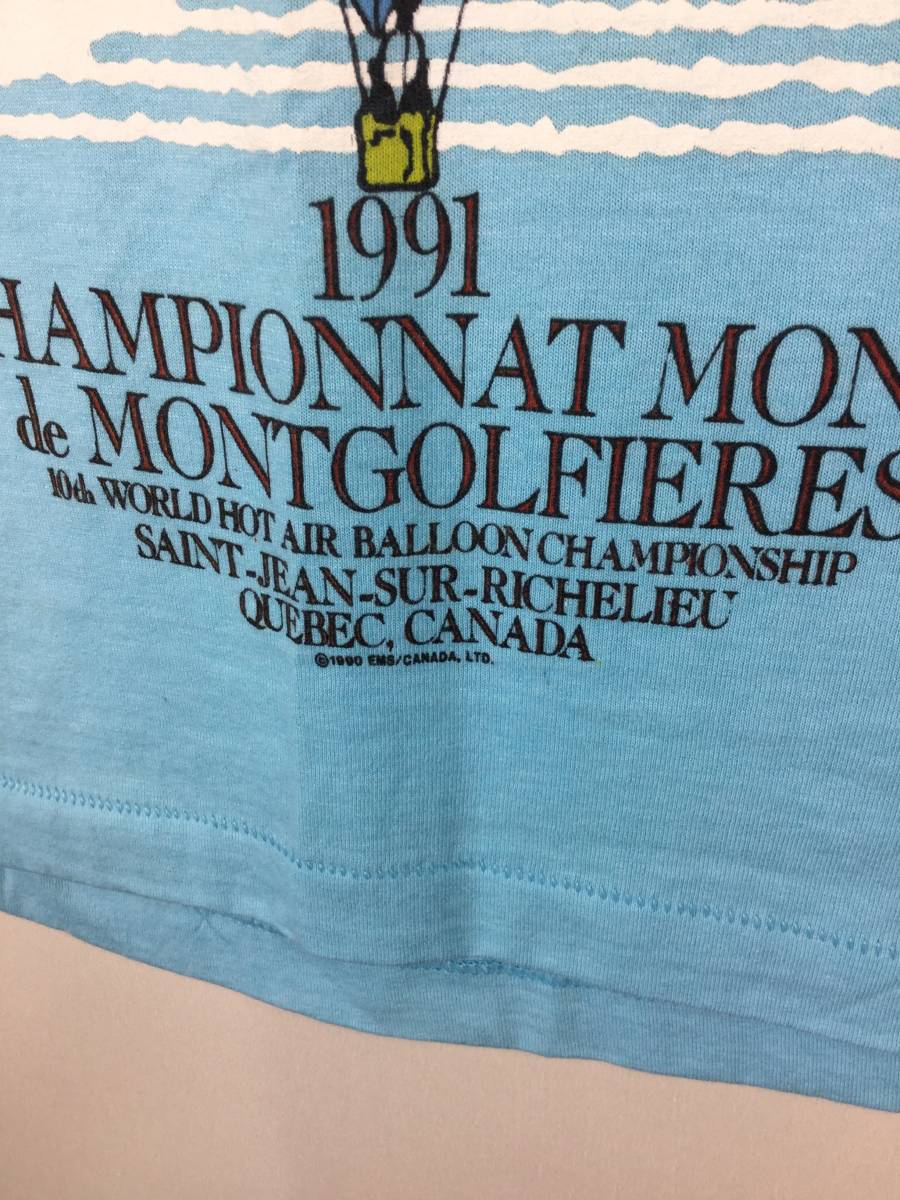 1991
HAMPIONNAT MON
de MONTGOLFIERES
10th WORLD HOT AIR BALLOON CHAMPIONSHIP
SAINT-JEAN-SUR-RICHELIEU
QUEBEC, CANADA
©1990 EMS/CANADA, LTD.